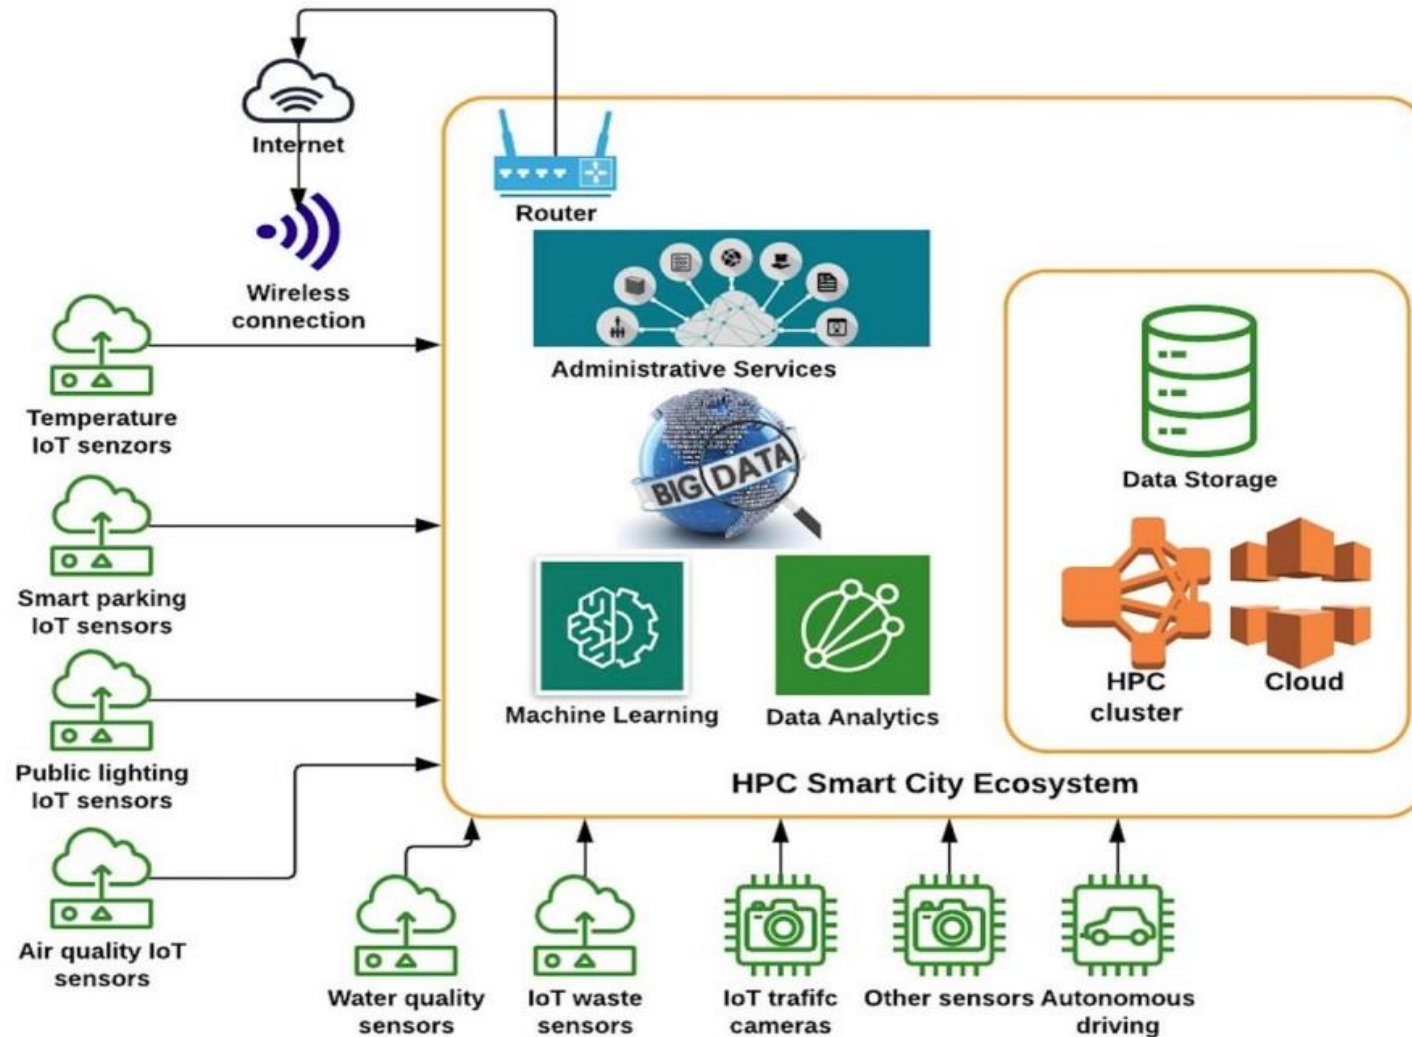 Internet
Router
Wireless
connection
Administrative Services
BIG DATA
Temperature
IoT senzors
Data Storage
Smart parking
IoT sensors
HPC
cluster
Cloud
Machine Learning
Data Analytics
Public lighting
IoT sensors
HPC Smart City Ecosystem
Air quality IoT
sensors
Water quality
sensors
IoT waste
sensors
IoT trafifc
cameras
Other sensors
Autonomous
driving